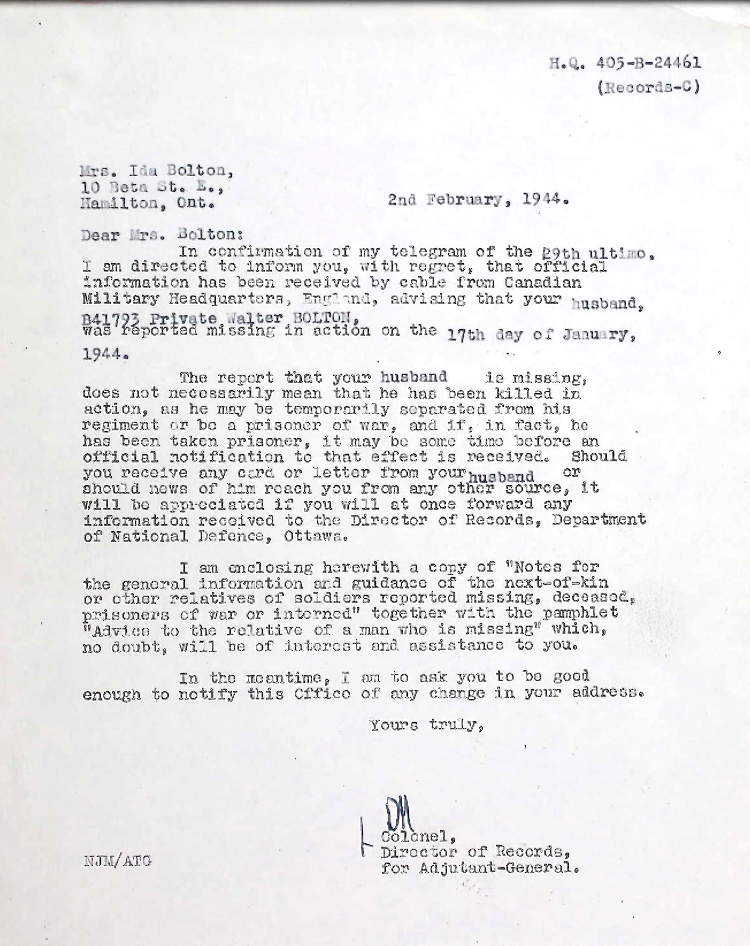 H.Q. 405-B-24461
(Records-C)
Mrs. Ida Bolton,
10 Beta St. E.,
Hamilton, Ont.
2nd February, 1944.
Dear Mrs. Bolton:
In confirmation of my telegram of the 29th ultimo,
I am directed to inform you, with regret, that official
information has been received by cable from Canadian
Military Headquarters, England, advising that your husband,
B41793 Private Walter BOLTON,
was reported missing in action on the 17th day of January,
1944.
The report that your husband is missing,
does not necessarily mean that he has been killed in
action, as he may be temporarily separated from his
regiment or be a prisoner of war, and if, in fact, he
has been taken prisoner, it may be some time before an
official notification to that effect is received. Should
you receive any card or letter from your husband or
should news of him reach you from any other source, it
will be appreciated if you will at once forward any
information received to the Director of Records, Department
of National Defence, Ottawa.
I am enclosing herewith a copy of "Notes for
the general information and guidance of the next-of-kin
or other relatives of soldiers reported missing, deceased,
prisoners of war or interned" together with the pamphlet
"Advice to the relative of a man who is missing" which,
no doubt, will be of interest and assistance to you.
In the meantime, I am to ask you to be good
enough to notify this Office of any change in your address.
Yours truly,
DM
Colonel,
Director of Records,
for Adjutant-General.
NJM/ATG